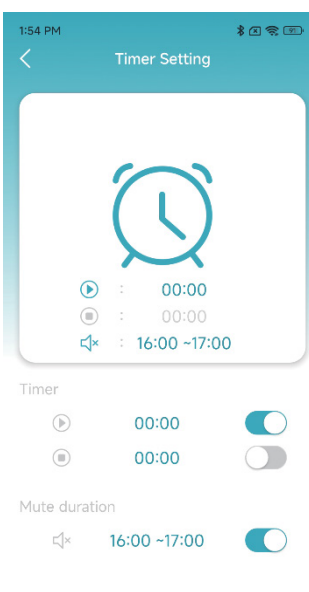 1:54 PM
Timer Setting
: 00:00
: 00:00
: 16:00 ~17:00
Timer
00:00
00:00
Mute duration
16:00 ~17:00